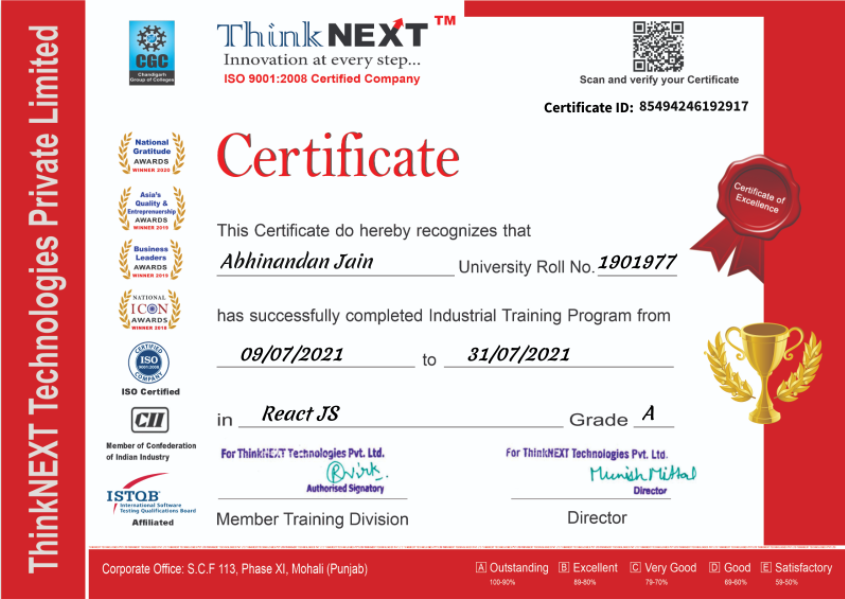 ThinkNEXT Technologies Private Limited
CGC
Chandigarh
Group of Colleges
ThinkNEXT™
Innovation at every step...
ISO 9001:2008 Certified Company
Scan and verify your Certificate
Certificate ID: 85494246192917
National
Gratitude
AWARDS
WINNER 2020
Asia's
Quality &
Entreprenuership
AWARDS
WINNER 2019
Business
Leaders
AWARDS
WINNER 2019
NATIONAL
ICON
AWARDS
WINNER 2018
CERTIFIED
ISO
9001:2008
COMPANY
ISO Certified
CII
Member of Confederation
of Indian Industry
ISTQB
International Software
Testing Qualifications Board
Affiliated
Certificate
Certificate of
Excellence
This Certificate do hereby recognizes that
Abhinandan Jain University Roll No. 1901977
has successfully completed Industrial Training Program from
09/07/2021 to 31/07/2021
in React JS Grade A
For ThinkNEXT Technologies Pvt. Ltd.
Authorised Signatory
Member Training Division
For ThinkNEXT Technologies Pvt. Ltd.
Munish Mittal
Director
Director
Corporate Office: S.C.F 113, Phase XI, Mohali (Punjab)
A Outstanding B Excellent C Very Good D Good E Satisfactory
100-90% 89-80% 79-70% 69-60% 59-50%